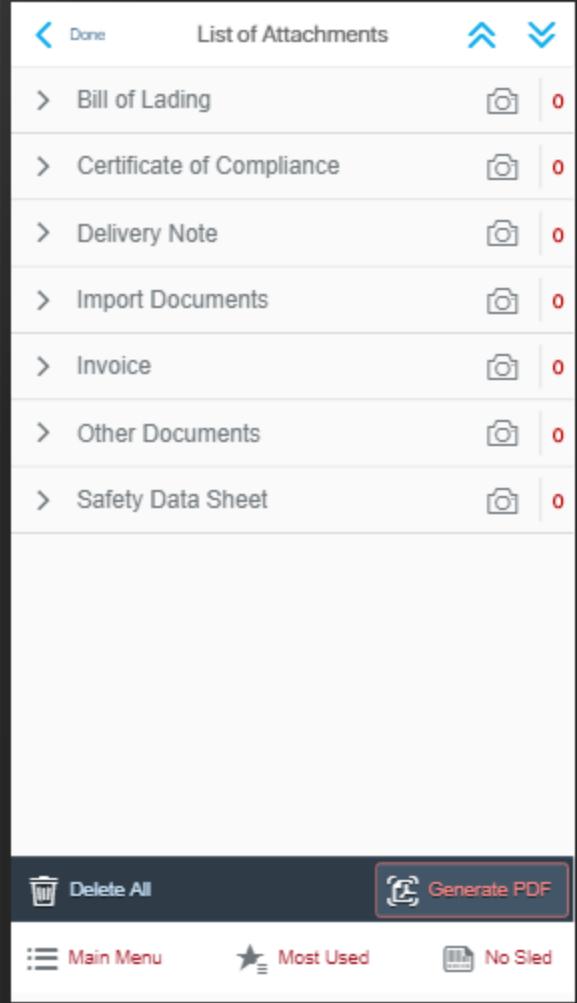 Done List of Attachments
Bill of Lading 0
Certificate of Compliance 0
Delivery Note 0
Import Documents 0
Invoice 0
Other Documents 0
Safety Data Sheet 0
Delete All Generate PDF
Main Menu Most Used No Sled